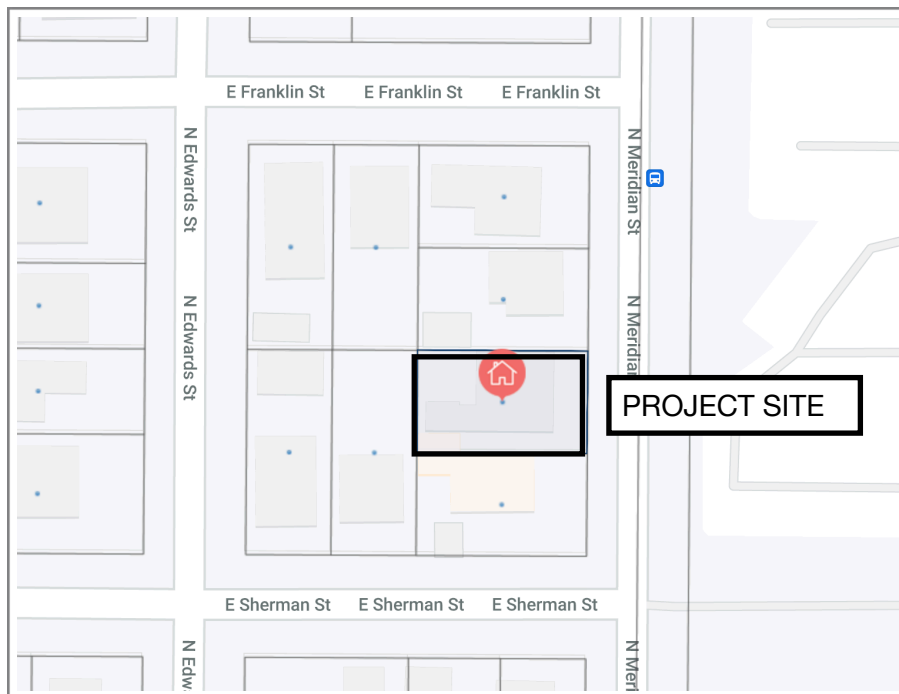 E Franklin St E Franklin St E Franklin St
N Edwards St
N Meridian St
N Edwards St
N Meridian
PROJECT SITE
E Sherman St E Sherman St E Sherman St
N Edwa
N Meri